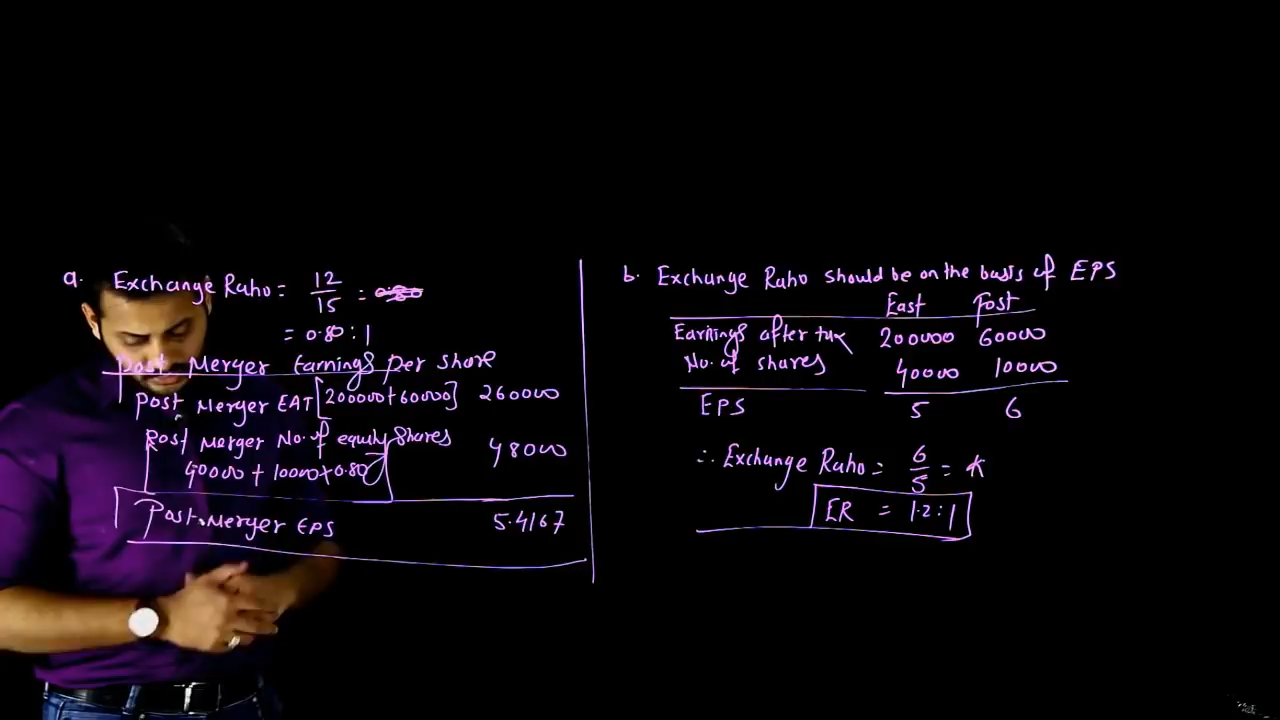 a. Exchange Ratio = 12/15 =
= 0.80 : 1
Post Merger Earnings per share
Post Merger EAT [200000+60000] 260000
Post Merger No. of equity shares 48000
40000 + 10000 x 0.80
Post-Merger EPS 5.4167
b. Exchange Ratio should be on the basis of EPS
East Fost
Earnings after tax 200000 60000
No. of shares 40000 10000
EPS 5 6
∴ Exchange Ratio = 6/5 =
ER = 1.2 : 1